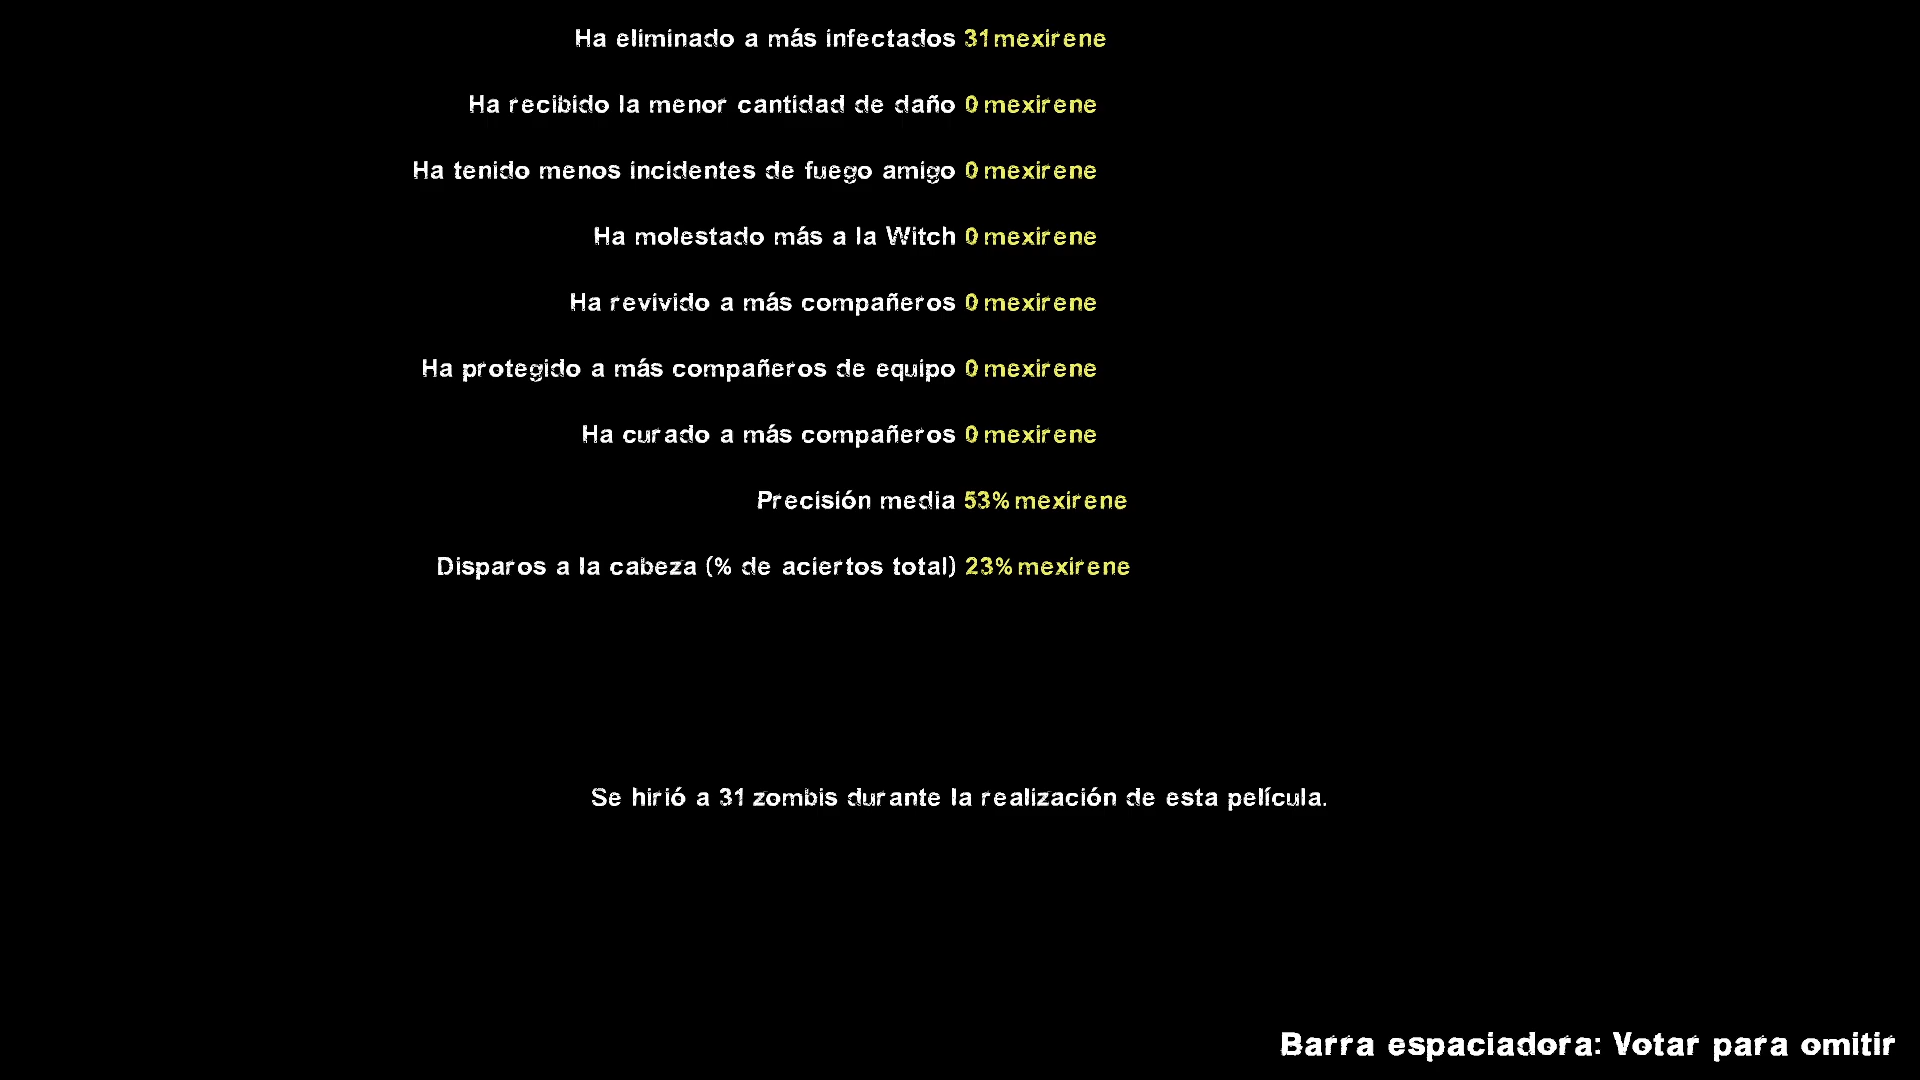 Ha eliminado a más infectados 31 mexirene
Ha recibido la menor cantidad de daño 0 mexirene
Ha tenido menos incidentes de fuego amigo 0 mexirene
Ha molestado más a la Witch 0 mexirene
Ha revivido a más compañeros 0 mexirene
Ha protegido a más compañeros de equipo 0 mexirene
Ha curado a más compañeros 0 mexirene
Precisión media 53% mexirene
Disparos a la cabeza (% de aciertos total) 23% mexirene
Se hirió a 31 zombis durante la realización de esta película.
Barra espaciadora: Votar para omitir